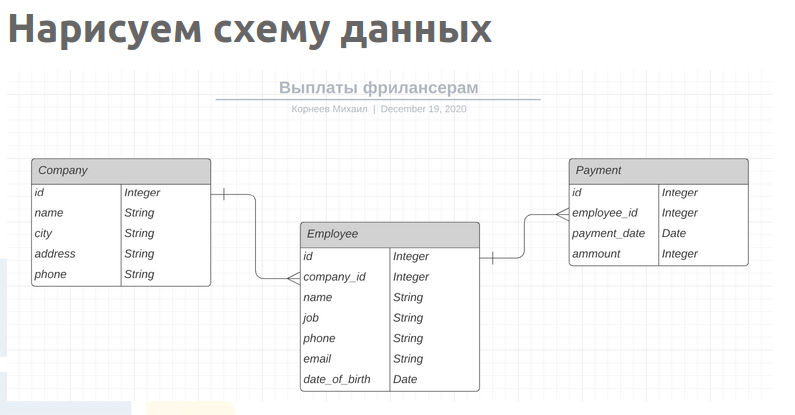 Нарисуем схему данных
Выплаты фрилансерам
Корнеев Михаил | December 19, 2020
Company
id Integer
name String
city String
address String
phone String
Employee
id Integer
company_id Integer
name String
job String
phone String
email String
date_of_birth Date
Payment
id Integer
employee_id Integer
payment_date Date
ammount Integer